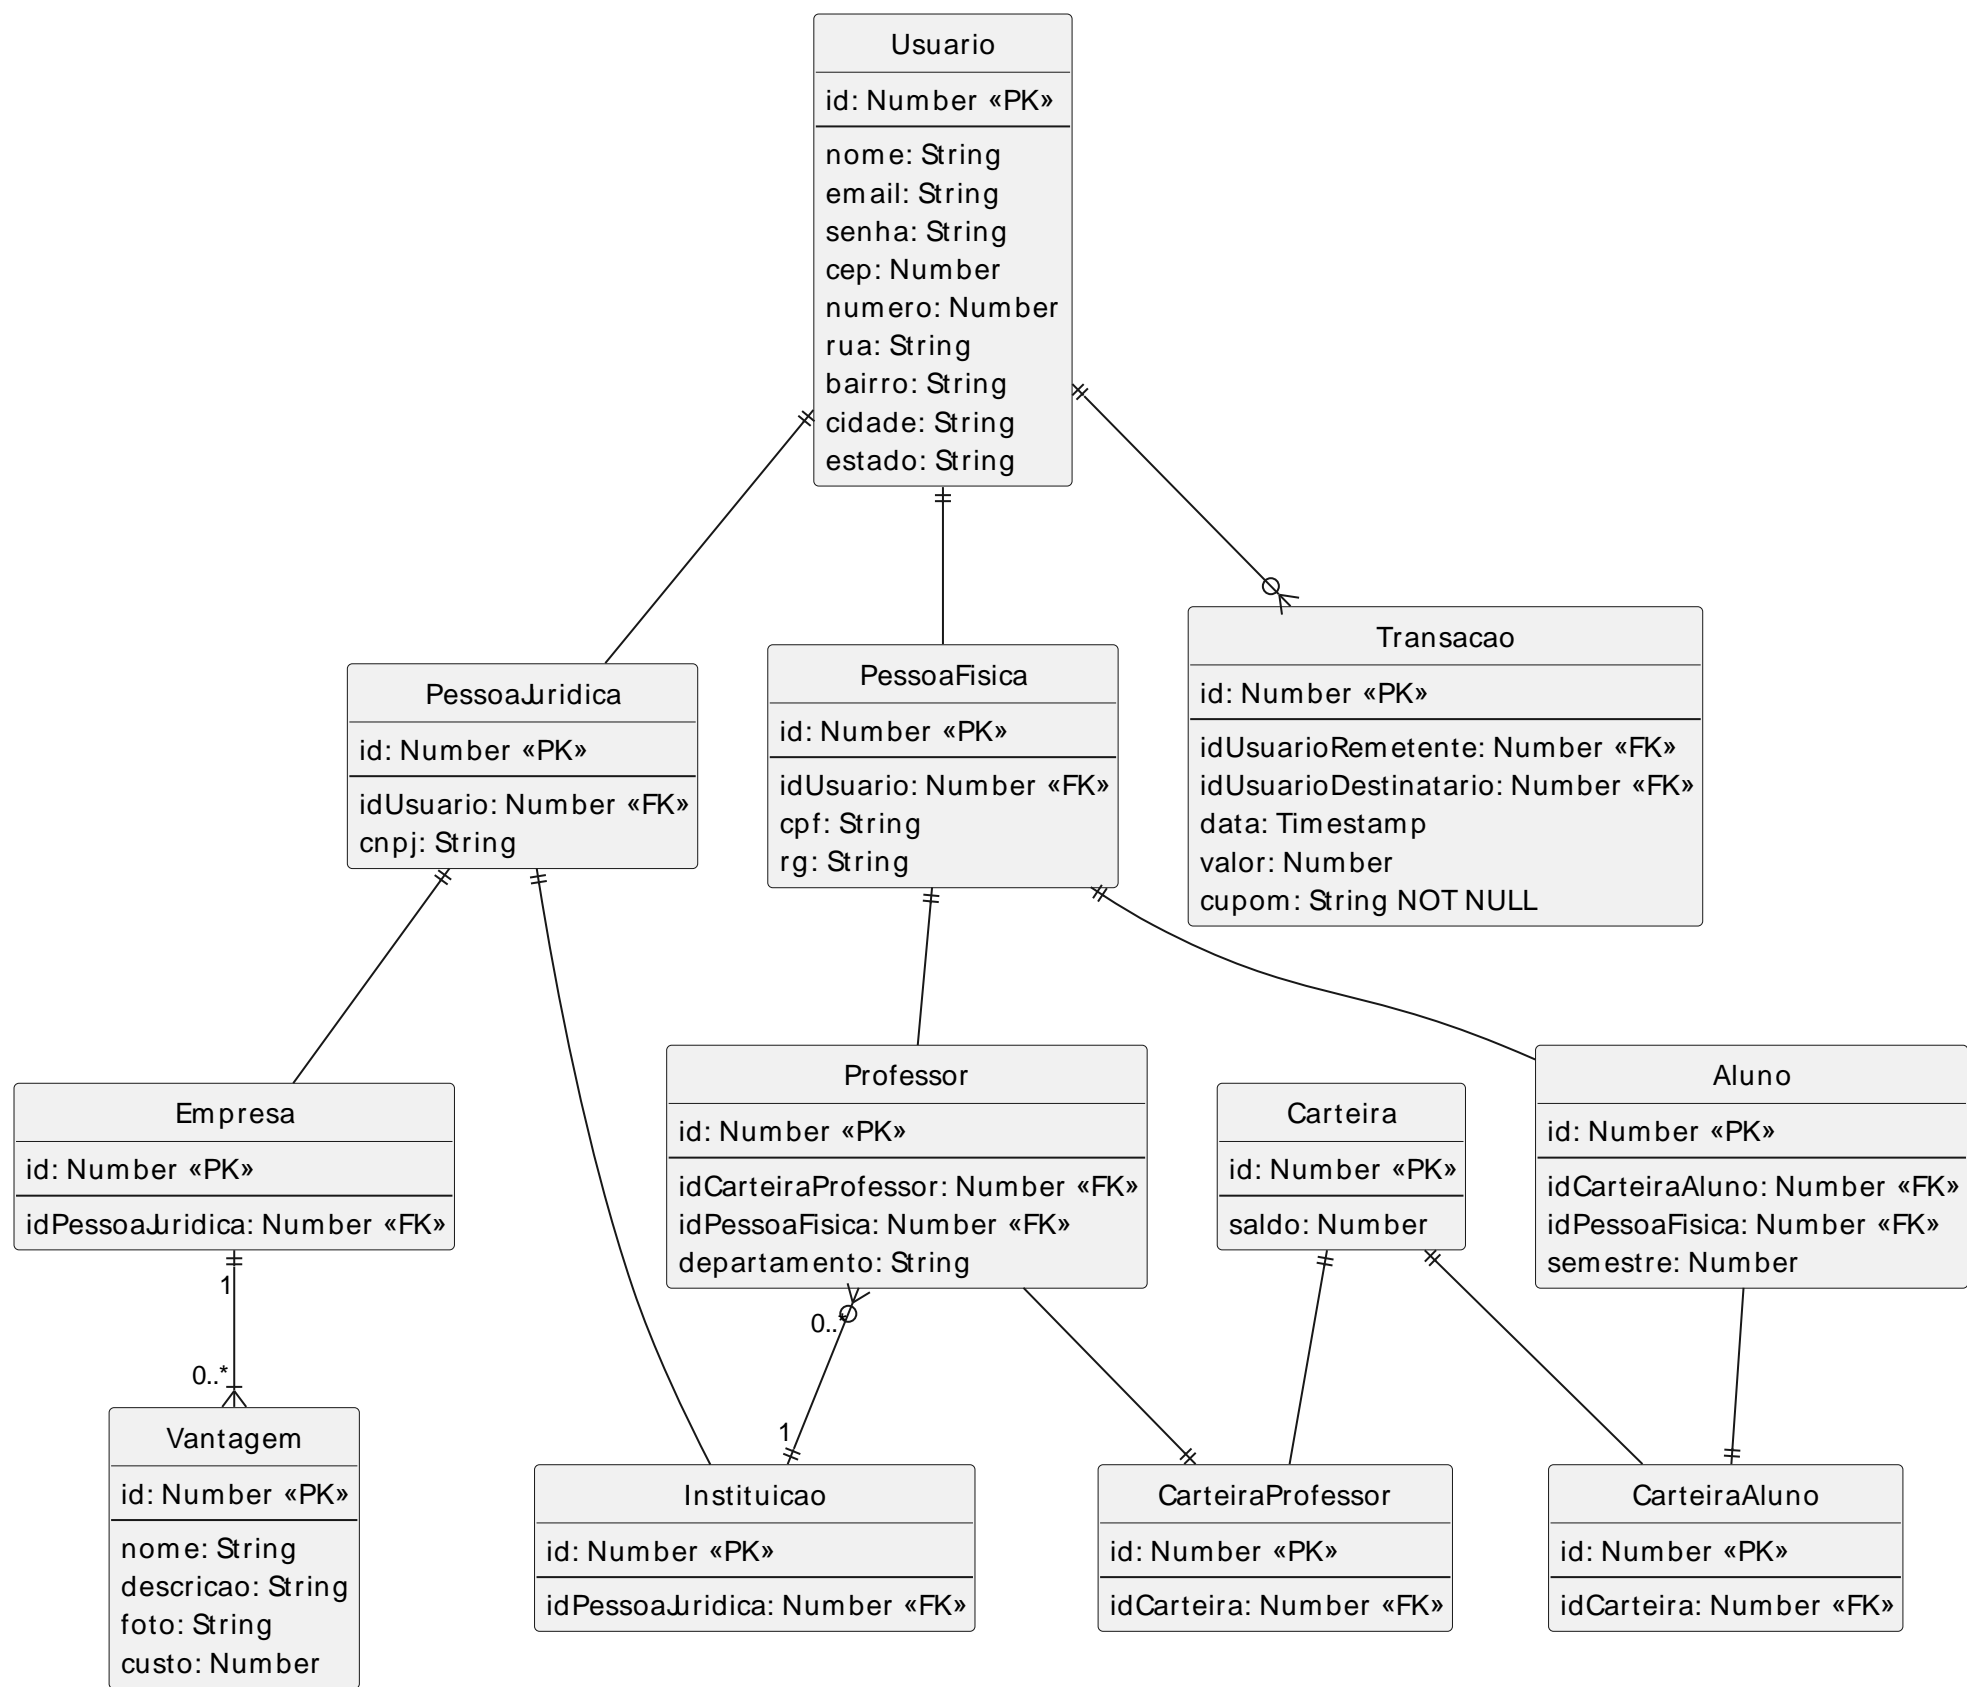 Usuario
id: Number «PK»
nome: String
email: String
senha: String
cep: Number
numero: Number
rua: String
bairro: String
cidade: String
estado: String
PessoaJuridica
id: Number «PK»
idUsuario: Number «FK»
cnpj: String
PessoaFisica
id: Number «PK»
idUsuario: Number «FK»
cpf: String
rg: String
Transacao
id: Number «PK»
idUsuarioRemetente: Number «FK»
idUsuarioDestinatario: Number «FK»
data: Timestamp
valor: Number
cupom: String NOT NULL
Empresa
id: Number «PK»
idPessoaJuridica: Number «FK»
Professor
id: Number «PK»
idCarteiraProfessor: Number «FK»
idPessoaFisica: Number «FK»
departamento: String
Carteira
id: Number «PK»
saldo: Number
Aluno
id: Number «PK»
idCarteiraAluno: Number «FK»
idPessoaFisica: Number «FK»
semestre: Number
1
0..*
0..*
1
Vantagem
id: Number «PK»
nome: String
descricao: String
foto: String
custo: Number
Instituicao
id: Number «PK»
idPessoaJuridica: Number «FK»
CarteiraProfessor
id: Number «PK»
idCarteira: Number «FK»
CarteiraAluno
id: Number «PK»
idCarteira: Number «FK»